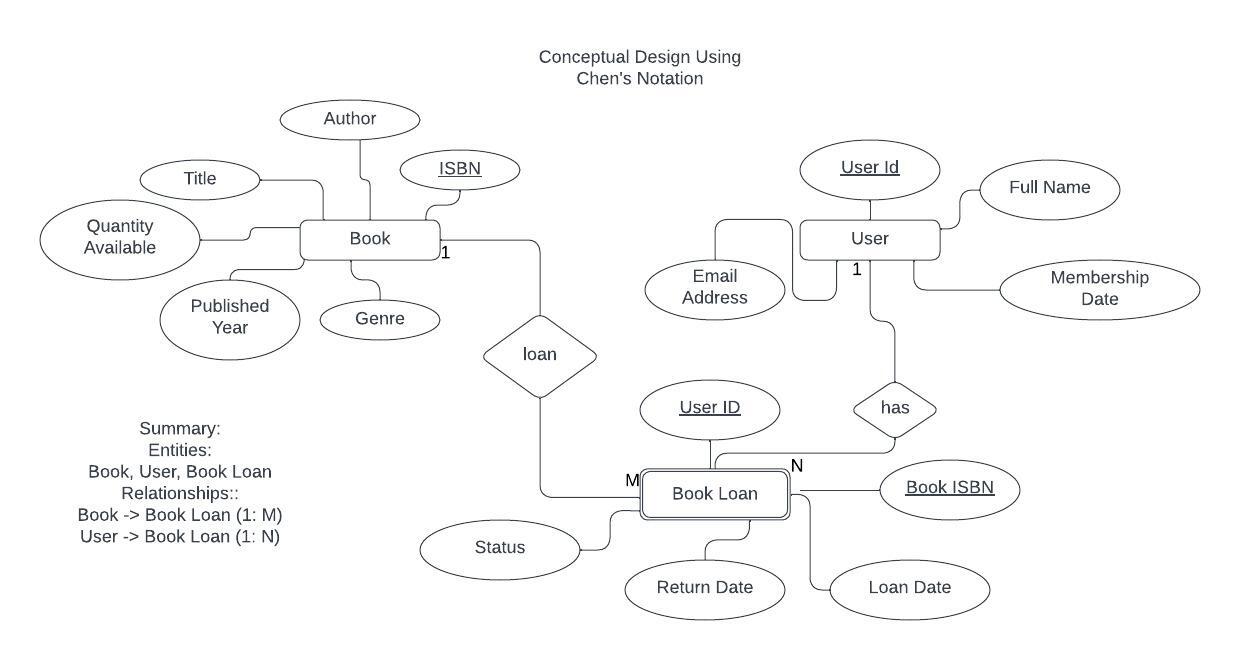 Conceptual Design Using
Chen's Notation
Author
ISBN
Title
Quantity
Available
Book
1
Published
Year
Genre
User Id
Full Name
User
1
Email
Address
Membership
Date
loan
has
User ID
M
N
Book Loan
Book ISBN
Status
Return Date
Loan Date
Summary:
Entities:
Book, User, Book Loan
Relationships::
Book -> Book Loan (1: M)
User -> Book Loan (1: N)